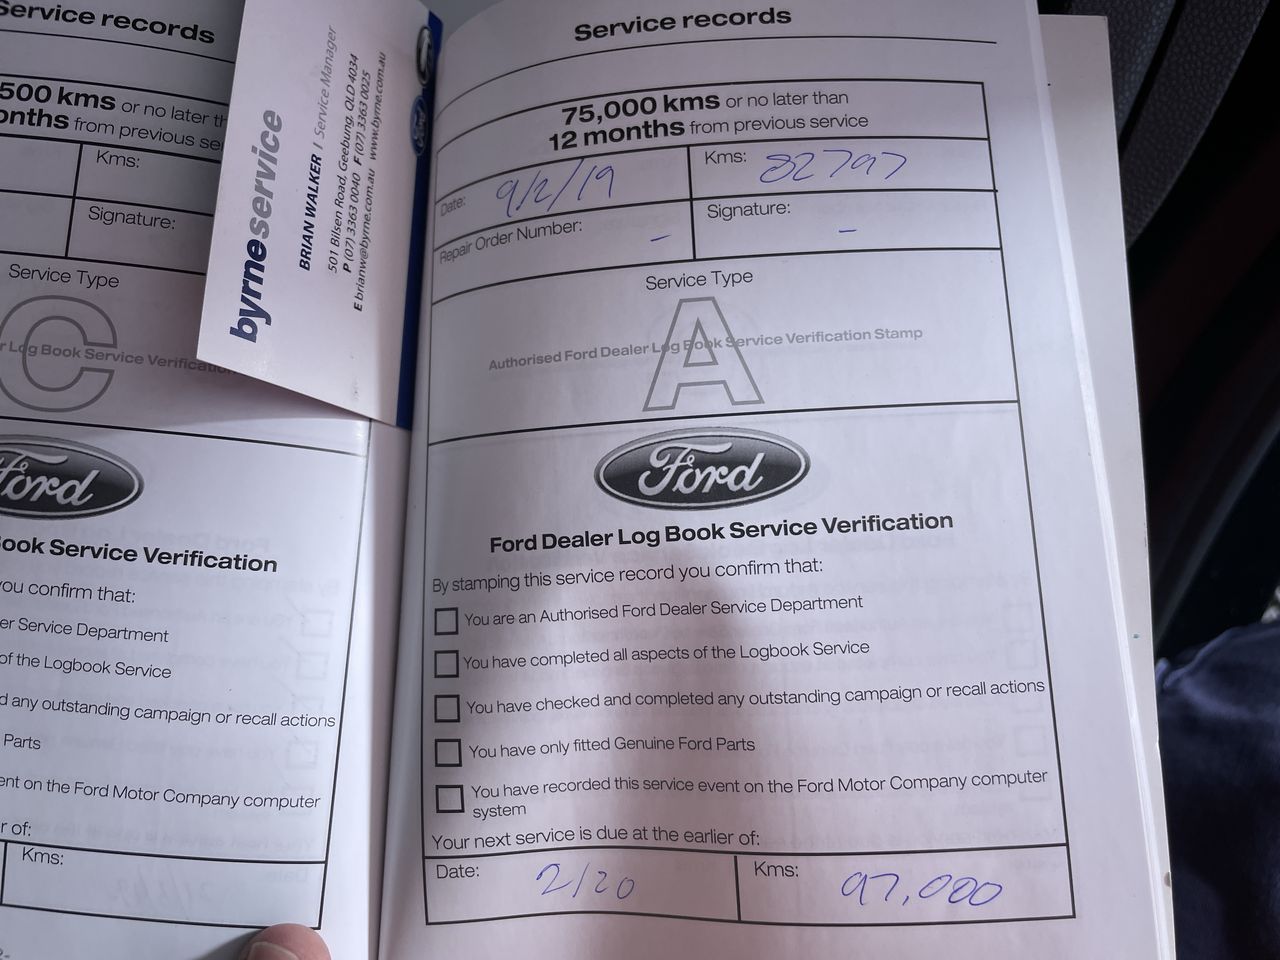 Service records
500 kms or no later th
onths from previous se
Kms:
Signature:
Service Type
C
r Log Book Service Verification
Ford
Book Service Verification
you confirm that:
er Service Department
of the Logbook Service
d any outstanding campaign or recall actions
Parts
ent on the Ford Motor Company computer
r of:
Kms:
byrneservice
BRIAN WALKER | Service Manager
501 Bilsen Road, Geebung, QLD 4034
P (07) 3363 0040 F (07) 3363 0025
E brianw@byrne.com.au www.byrne.com.au
Ford
Service records
75,000 kms or no later than
12 months from previous service
Date: 9/2/19 Kms: 82797
Repair Order Number: – Signature: –
Service Type
A
Authorised Ford Dealer Log Book Service Verification Stamp
Ford
Ford Dealer Log Book Service Verification
By stamping this service record you confirm that:
You are an Authorised Ford Dealer Service Department
You have completed all aspects of the Logbook Service
You have checked and completed any outstanding campaign or recall actions
You have only fitted Genuine Ford Parts
You have recorded this service event on the Ford Motor Company computer
system
Your next service is due at the earlier of:
Date: 2/20 Kms: 97,000